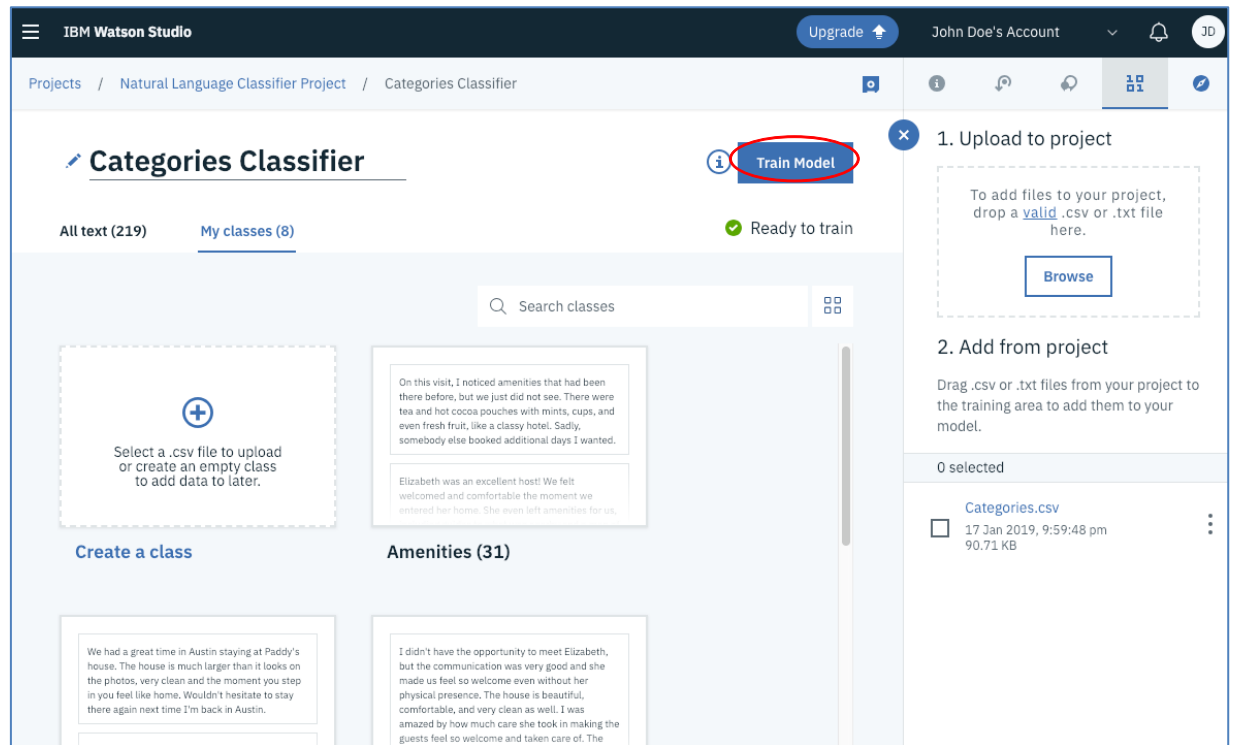 IBM Watson Studio
Upgrade
John Doe's Account
JD
Projects / Natural Language Classifier Project / Categories Classifier
Categories Classifier
Train Model
All text (219)
My classes (8)
Ready to train
Search classes
Select a .csv file to upload
or create an empty class
to add data to later.
Create a class
On this visit, I noticed amenities that had been
there before, but we just did not see. There were
tea and hot cocoa pouches with mints, cups, and
even fresh fruit, like a classy hotel. Sadly,
somebody else booked additional days I wanted.
Elizabeth was an excellent host! We felt
welcomed and comfortable the moment we
entered her home. She even left amenities for us.
Amenities (31)
We had a great time in Austin staying at Paddy's
house. The house is much larger than it looks on
the photos, very clean and the moment you step
in you feel like home. Wouldn't hesitate to stay
there again next time I'm back in Austin.
I didn't have the opportunity to meet Elizabeth,
but the communication was very good and she
made us feel so welcome even without her
physical presence. The house is beautiful,
comfortable, and very clean as well. I was
amazed by how much care she took in making the
guests feel so welcome and taken care of. The
1. Upload to project
To add files to your project,
drop a valid .csv or .txt file
here.
Browse
2. Add from project
Drag .csv or .txt files from your project to
the training area to add them to your
model.
0 selected
Categories.csv
17 Jan 2019, 9:59:48 pm
90.71 KB